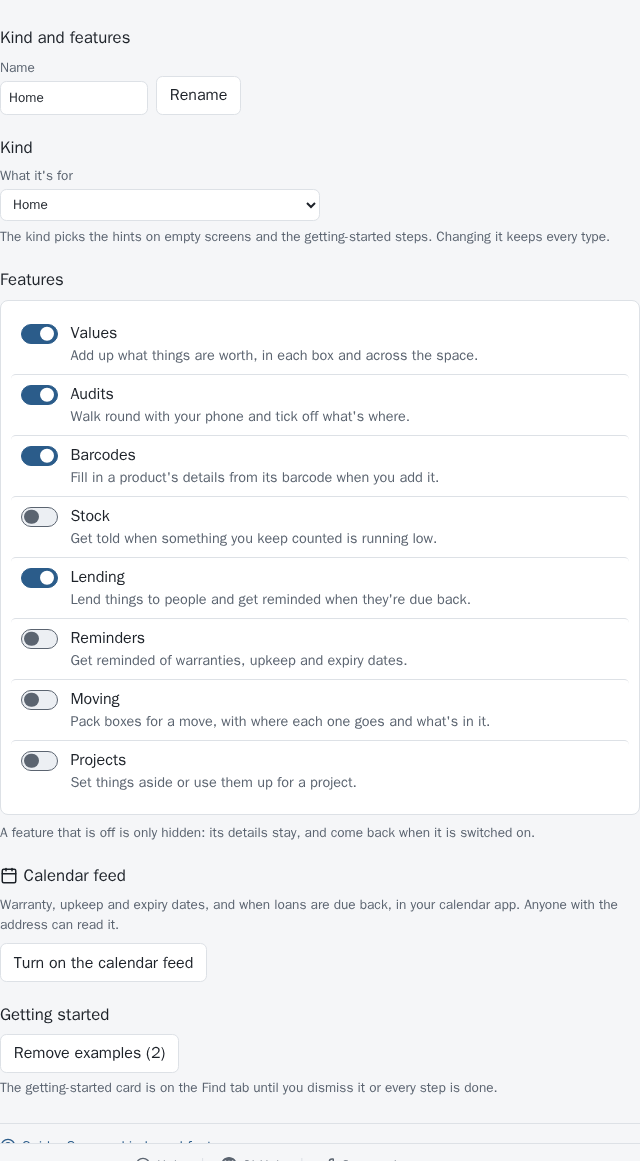 Kind and features
Name
Home
Rename
Kind
What it's for
Home
The kind picks the hints on empty screens and the getting-started steps. Changing it keeps every type.
Features
Values
Add up what things are worth, in each box and across the space.
Audits
Walk round with your phone and tick off what's where.
Barcodes
Fill in a product's details from its barcode when you add it.
Stock
Get told when something you keep counted is running low.
Lending
Lend things to people and get reminded when they're due back.
Reminders
Get reminded of warranties, upkeep and expiry dates.
Moving
Pack boxes for a move, with where each one goes and what's in it.
Projects
Set things aside or use them up for a project.
A feature that is off is only hidden: its details stay, and come back when it is switched on.
Calendar feed
Warranty, upkeep and expiry dates, and when loans are due back, in your calendar app. Anyone with the
address can read it.
Turn on the calendar feed
Getting started
Remove examples (2)
The getting-started card is on the Find tab until you dismiss it or every step is done.